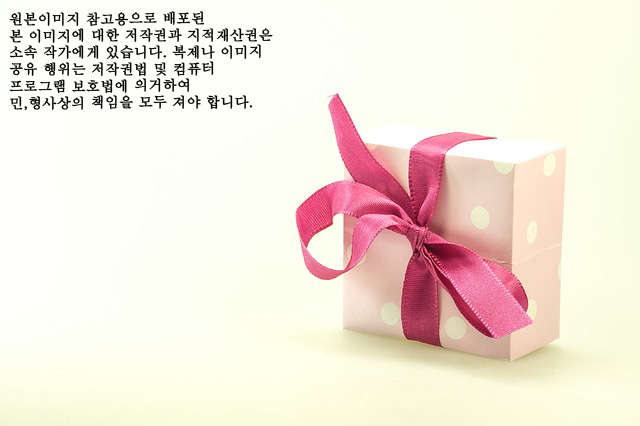 원본이미지 참고용으로 배포된
본 이미지에 대한 저작권과 지적재산권은
소속 작가에게 있습니다. 복제나 이미지
공유 행위는 저작권법 및 컴퓨터
프로그램 보호법에 의거하여
민,형사상의 책임을 모두 져야 합니다.